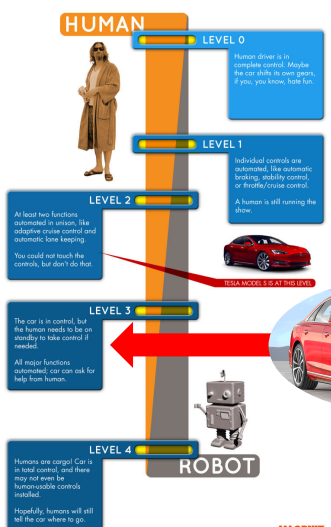 HUMAN
LEVEL 0
Human driver is in
complete control. Maybe
the car shifts its own gears,
if you, you know, hate fun.
LEVEL 1
Individual controls are
automated, like automatic
braking, stability control,
or throttle/cruise control.
A human is still running the
show.
LEVEL 2
At least two functions
automated in unison, like
adaptive cruise control and
automatic lane keeping.
You could not touch the
controls, but don't do that.
TESLA MODEL S IS AT THIS LEVEL
LEVEL 3
The car is in control, but
the human needs to be on
standby to take control if
needed.
All major functions
automated; car can ask for
help from human.
LEVEL 4
Humans are cargo! Car is
in total control, and there
may not even be
human-usable controls
installed.
Hopefully, humans will still
tell the car where to go.
ROBOT